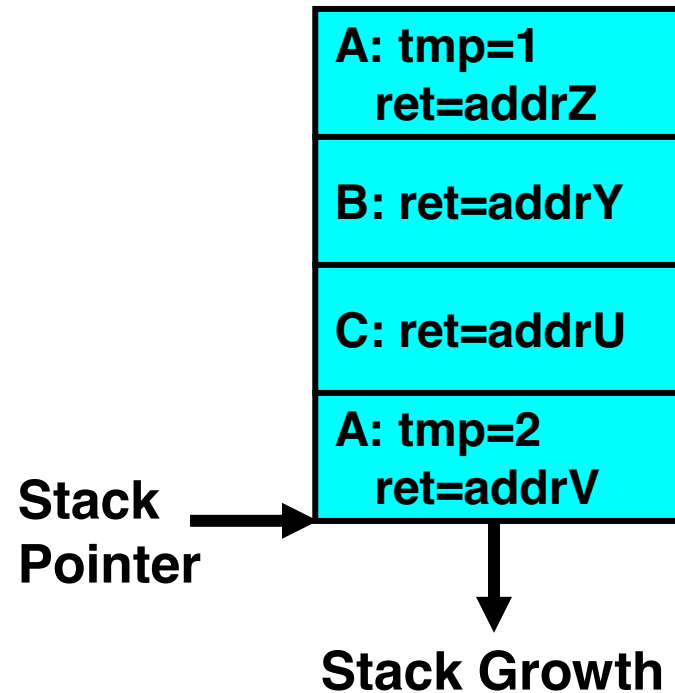 A: tmp=1
ret=addrZ
B: ret=addrY
C: ret=addrU
A: tmp=2
ret=addrV
Stack
Pointer
Stack Growth